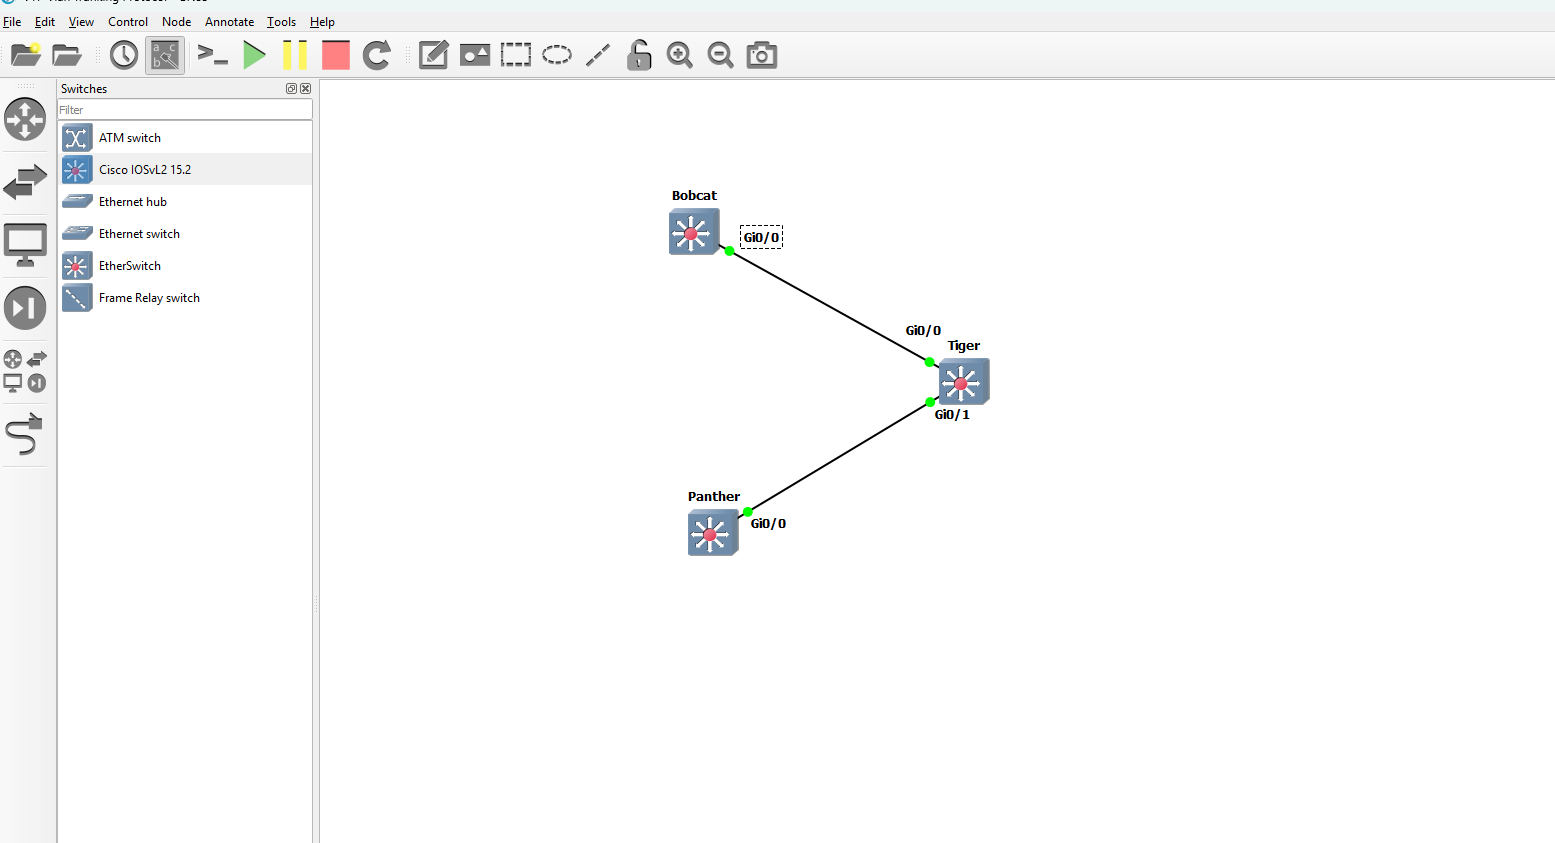 File Edit View Control Node Annotate Tools Help
Switches
Filter
ATM switch
Cisco IOSvL2 15.2
Ethernet hub
Ethernet switch
EtherSwitch
Frame Relay switch
Bobcat
Gi0/0
Gi0/0
Tiger
Gi0/1
Panther
Gi0/0